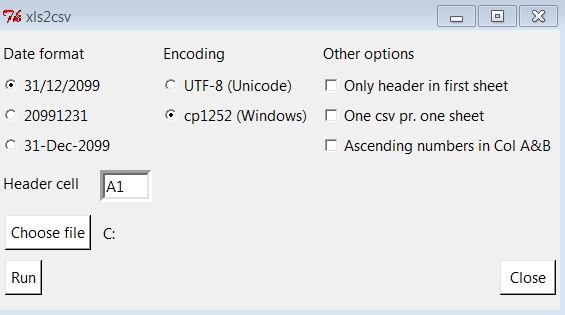 xls2csv
Date format Encoding Other options
31/12/2099 UTF-8 (Unicode) Only header in first sheet
20991231 cp1252 (Windows) One csv pr. one sheet
31-Dec-2099 Ascending numbers in Col A&B
Header cell A1
Choose file C:
Run Close